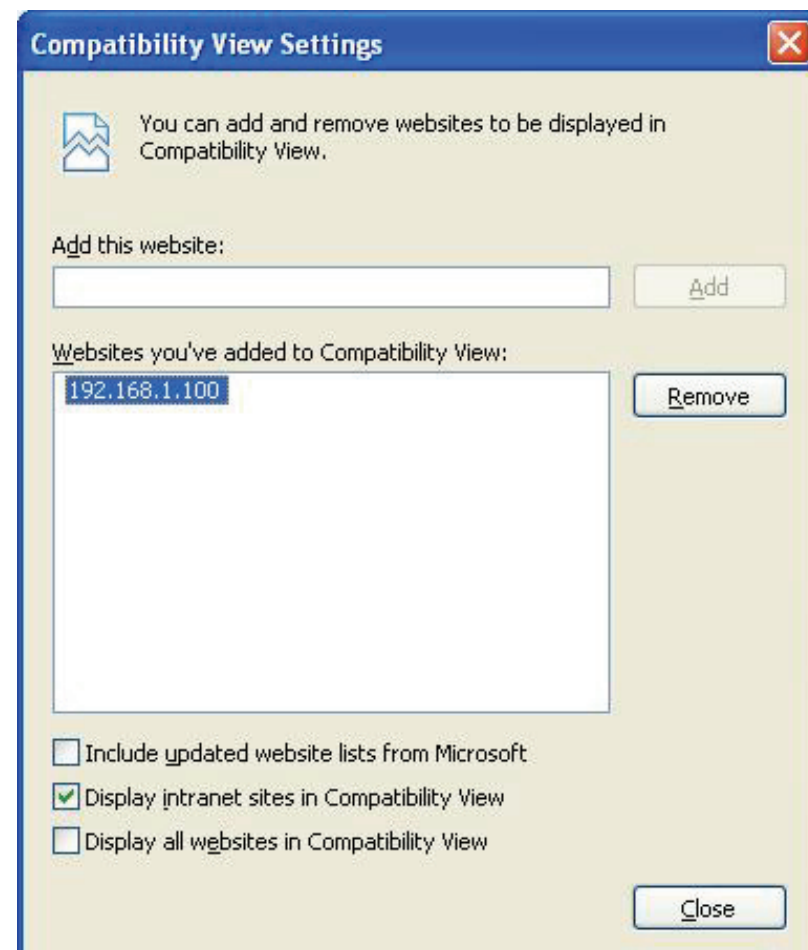 Compatibility View Settings
You can add and remove websites to be displayed in
Compatibility View.
Add this website:
Add
Websites you've added to Compatibility View:
192.168.1.100
Remove
Include updated website lists from Microsoft
Display intranet sites in Compatibility View
Display all websites in Compatibility View
Close